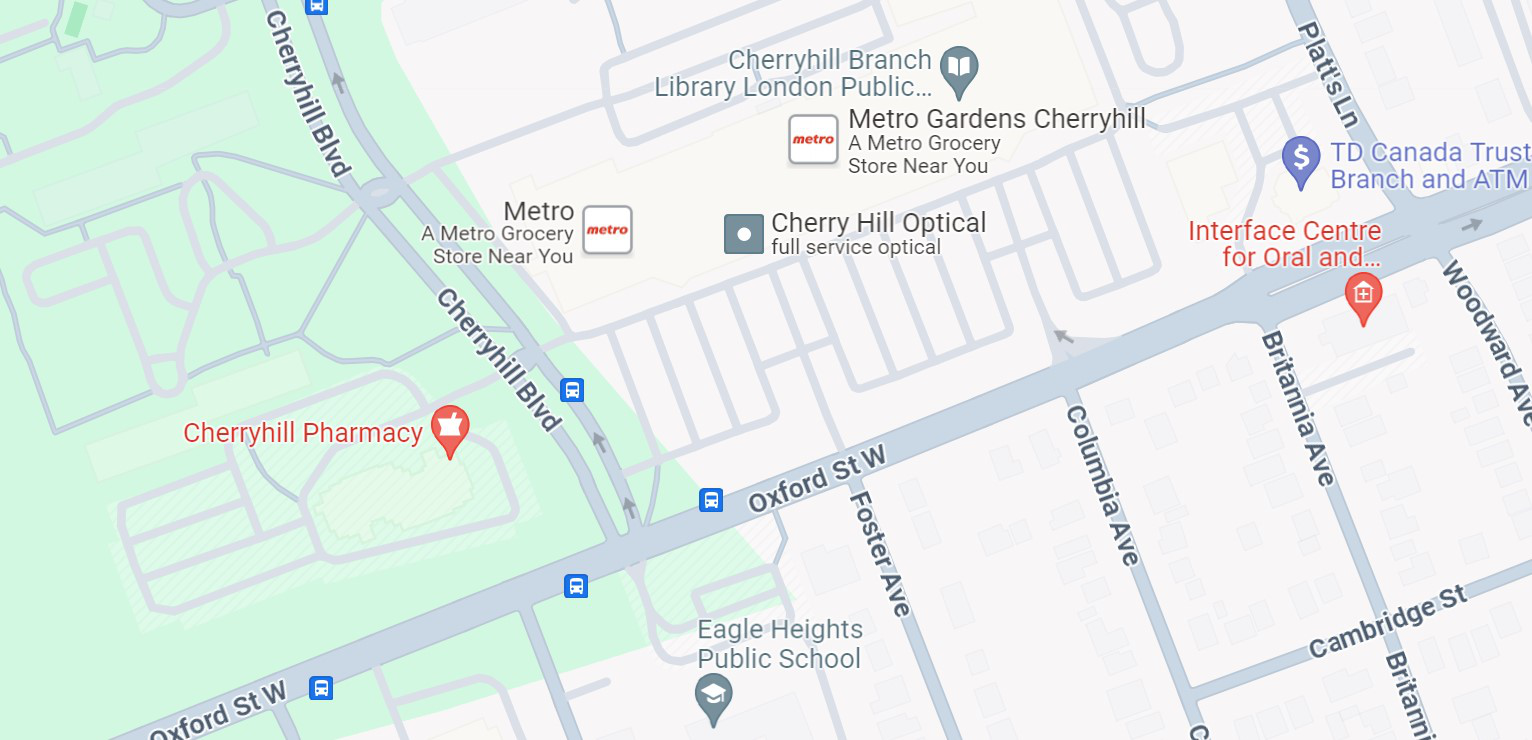 Cherryhill Blvd
Cherryhill Branch
Library London Public...
Platt's Ln
metro
Metro Gardens Cherryhill
A Metro Grocery
Store Near You
TD Canada Trust
Branch and ATM
Metro
A Metro Grocery
Store Near You
metro
Cherry Hill Optical
full service optical
Interface Centre
for Oral and...
Woodward Ave
Cherryhill Blvd
Britannia Ave
Cherryhill Pharmacy
Columbia Ave
Oxford St W
Foster Ave
Cambridge St
Eagle Heights
Public School
Oxford St W
Britanni
C